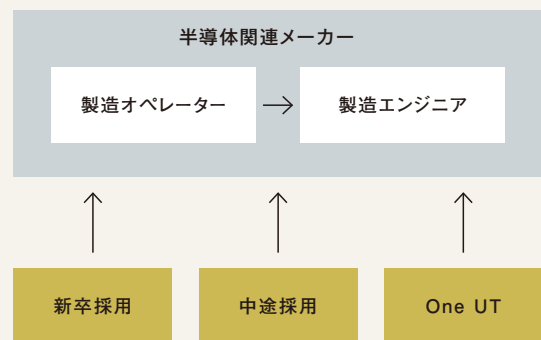 半導体関連メーカー
製造オペレーター
製造エンジニア
新卒採用
中途採用
One UT